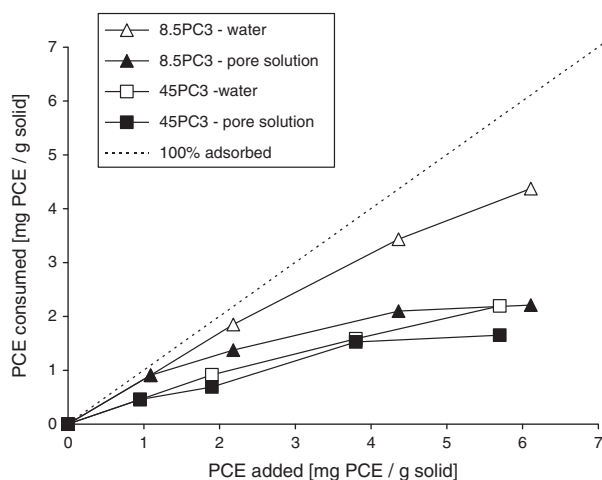 8.5PC3 - water
8.5PC3 - pore solution
45PC3 -water
45PC3 - pore solution
100% adsorbed
7
6
5
4
3
2
1
0
PCE consumed [mg PCE / g solid]
0 1 2 3 4 5 6 7
PCE added [mg PCE / g solid]